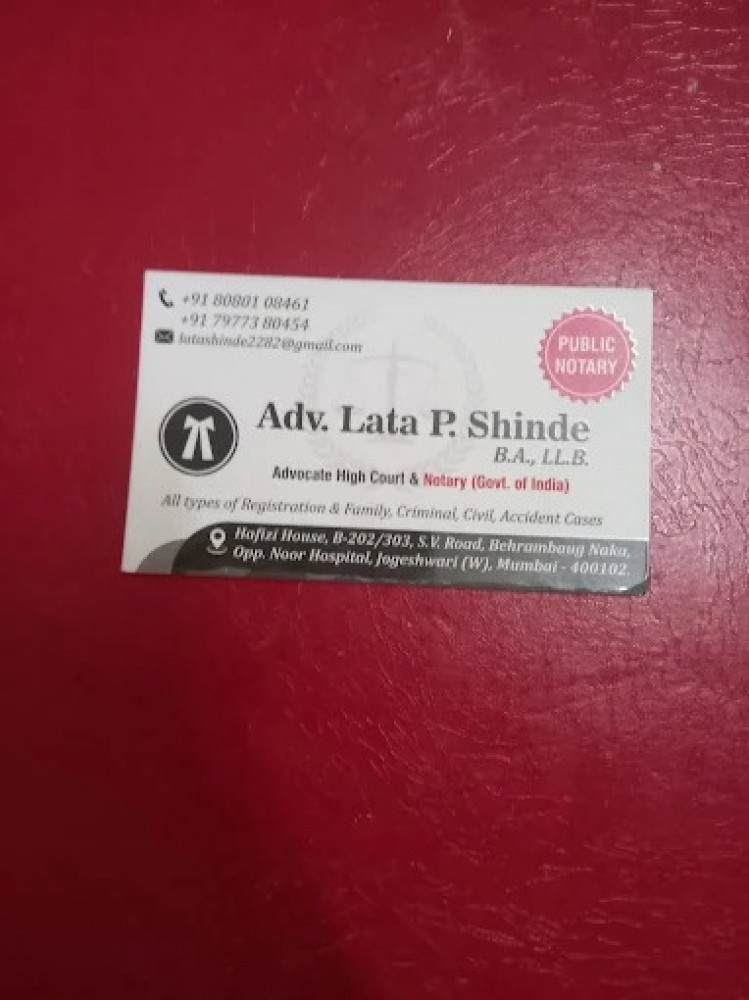 +91 80801 08461
+91 79773 80454
latashinde2282@gmail.com
PUBLIC
NOTARY
Adv. Lata P. Shinde
B.A., LL.B.
Advocate High Court & Notary (Govt. of India)
All types of Registration & Family, Criminal, Civil, Accident Cases
Hafizi House, B-202/303, S.V. Road, Behrambaug Naka,
Opp. Noor Hospital, Jogeshwari (W), Mumbai - 400102.